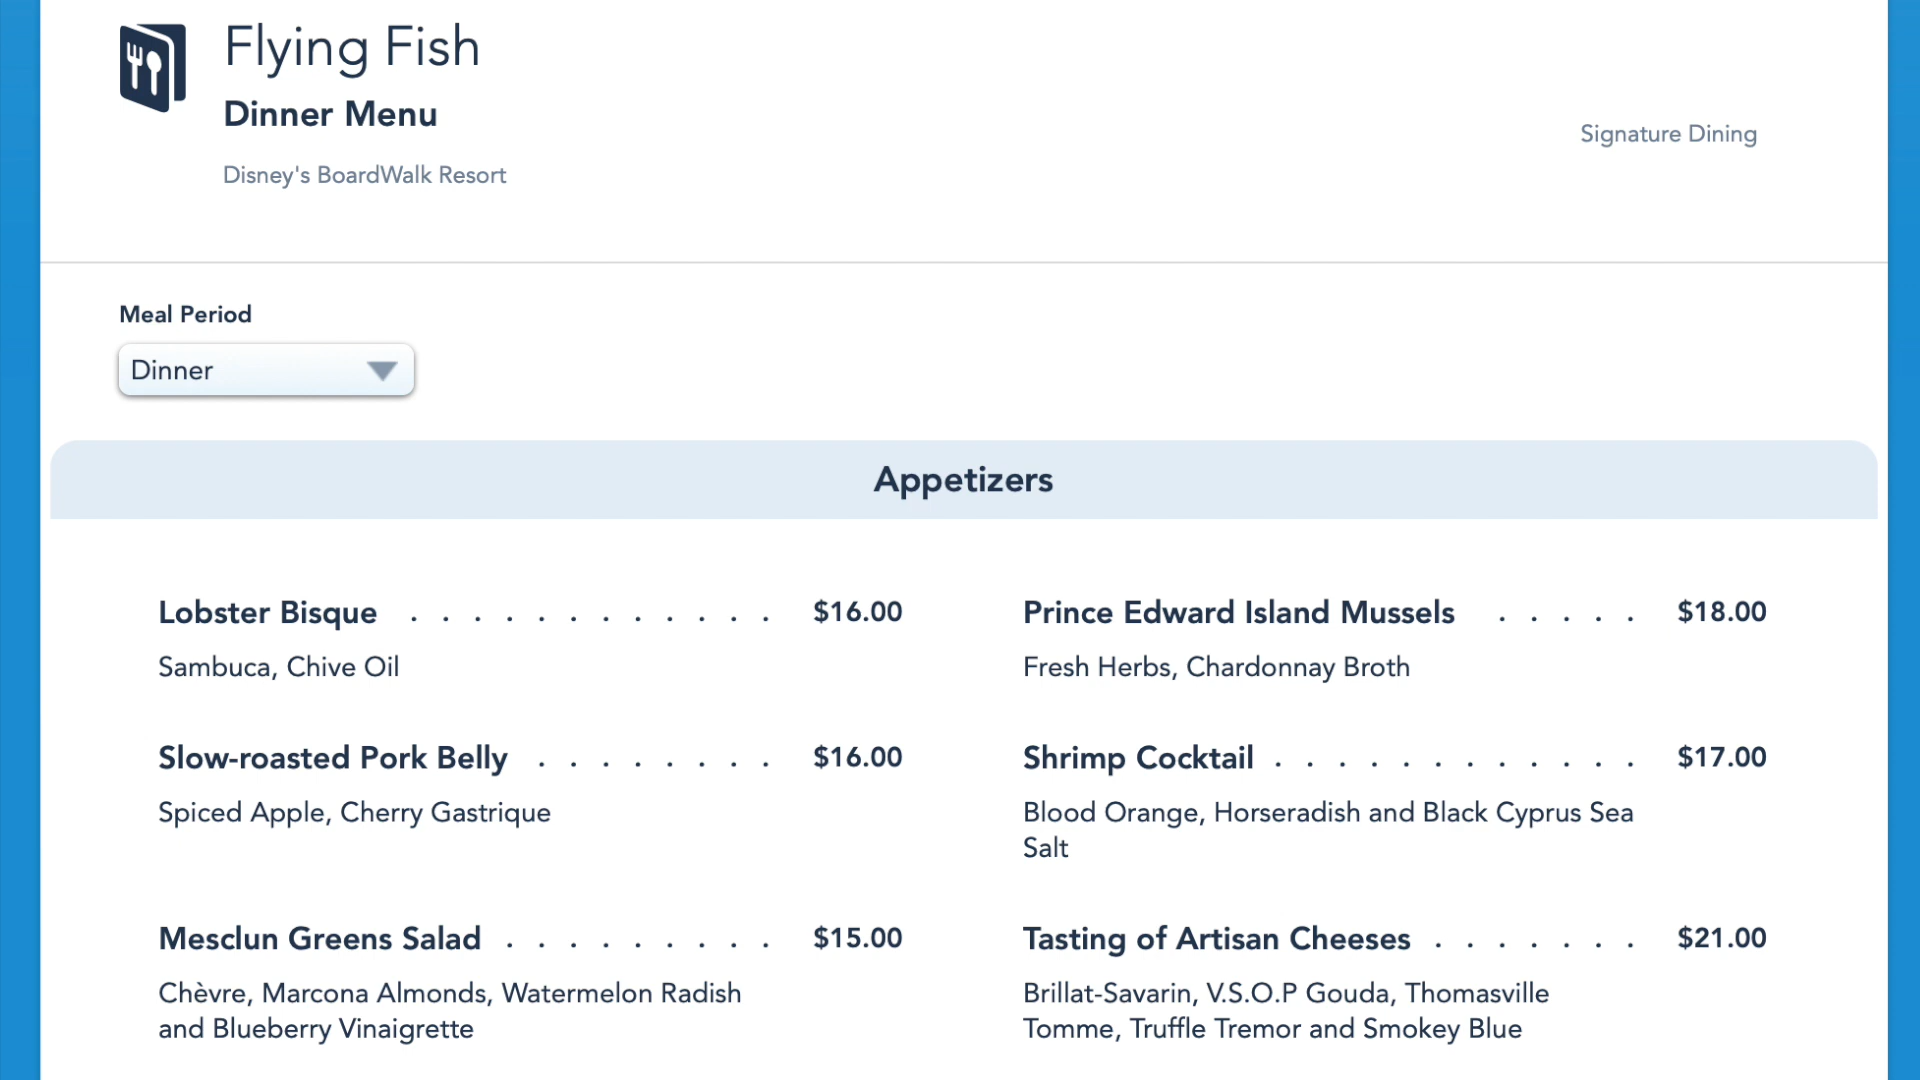 Flying Fish
Dinner Menu
Disney's BoardWalk Resort
Signature Dining
Meal Period
Dinner
Appetizers
Lobster Bisque . . . . . . . . . . . . $16.00
Sambuca, Chive Oil
Prince Edward Island Mussels . . . . . $18.00
Fresh Herbs, Chardonnay Broth
Slow-roasted Pork Belly . . . . . . . . $16.00
Spiced Apple, Cherry Gastrique
Shrimp Cocktail . . . . . . . . . . . . $17.00
Blood Orange, Horseradish and Black Cyprus Sea
Salt
Mesclun Greens Salad . . . . . . . . . $15.00
Chèvre, Marcona Almonds, Watermelon Radish
and Blueberry Vinaigrette
Tasting of Artisan Cheeses . . . . . . . $21.00
Brillat-Savarin, V.S.O.P Gouda, Thomasville
Tomme, Truffle Tremor and Smokey Blue